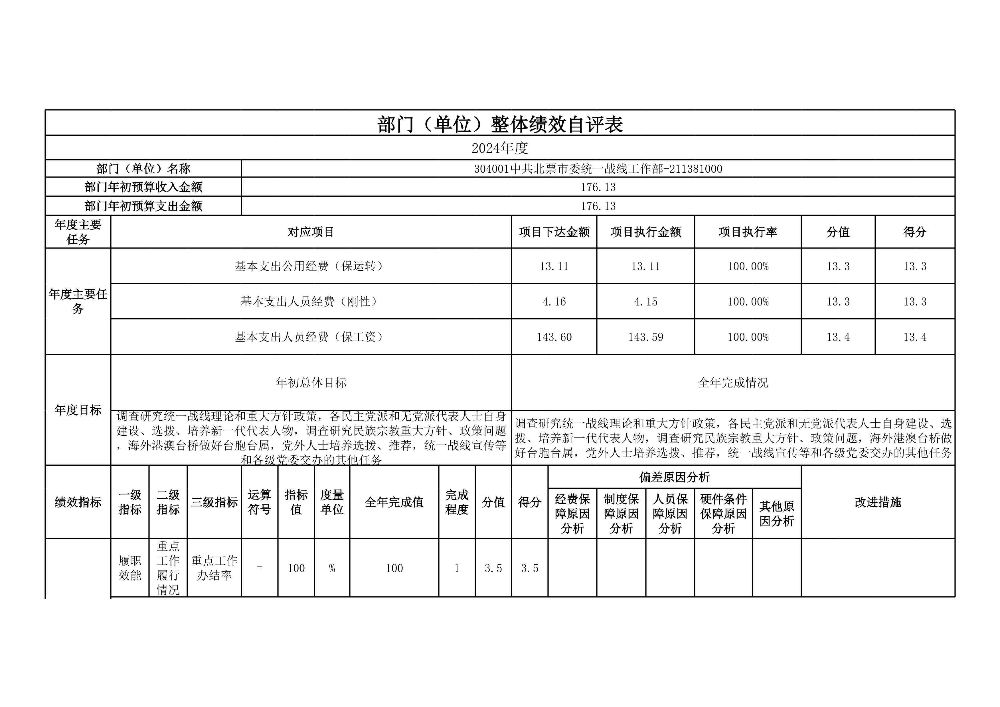 部门（单位）整体绩效自评表
2024年度
部门（单位）名称 304001中共北票市委统一战线工作部-211381000
部门年初预算收入金额 176.13
部门年初预算支出金额 176.13
年度主要
任务
对应项目 项目下达金额 项目执行金额 项目执行率 分值 得分
年度主要任
务
基本支出公用经费（保运转） 13.11 13.11 100.00% 13.3 13.3
基本支出人员经费（刚性） 4.16 4.15 100.00% 13.3 13.3
基本支出人员经费（保工资） 143.60 143.59 100.00% 13.4 13.4
年度目标
年初总体目标 全年完成情况
调查研究统一战线理论和重大方针政策，各民主党派和无党派代表人士自身
建设、选拨、培养新一代代表人物，调查研究民族宗教重大方针、政策问题
，海外港澳台桥做好台胞台属，党外人士培养选拨、推荐，统一战线宣传等
和各级党委交办的其他任务
调查研究统一战线理论和重大方针政策，各民主党派和无党派代表人士自身建设、选
拨、培养新一代代表人物，调查研究民族宗教重大方针、政策问题，海外港澳台桥做
好台胞台属，党外人士培养选拨、推荐，统一战线宣传等和各级党委交办的其他任务
绩效指标
一级
指标
二级
指标
三级指标
运算
符号
指标
值
度量
单位
全年完成值
完成
程度
分值
得分
偏差原因分析
经费保
障原因
分析
制度保
障原因
分析
人员保
障原因
分析
硬件条件
保障原因
分析
其他原
因分析
改进措施
履职
效能
重点
工作
履行
情况
重点工作
办结率
= 100 % 100 1 3.5 3.5